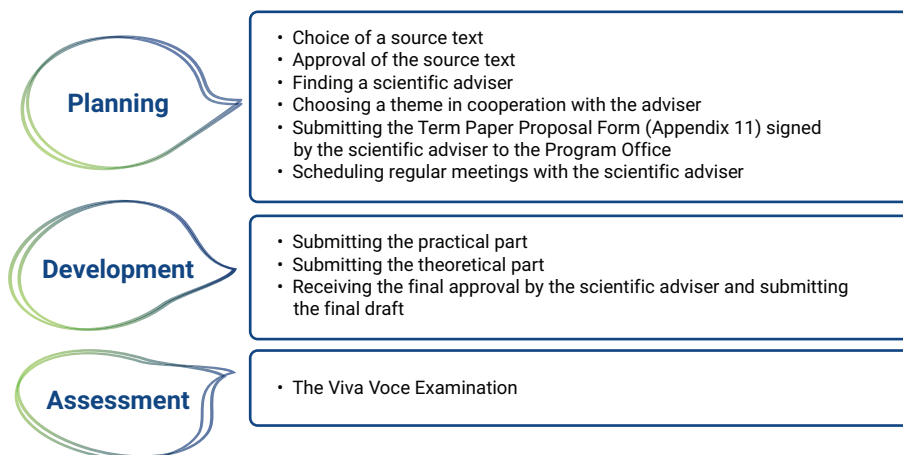 Planning
• Choice of a source text
• Approval of the source text
• Finding a scientific adviser
• Choosing a theme in cooperation with the adviser
• Submitting the Term Paper Proposal Form (Appendix 11) signed
by the scientific adviser to the Program Office
• Scheduling regular meetings with the scientific adviser
Development
• Submitting the practical part
• Submitting the theoretical part
• Receiving the final approval by the scientific adviser and submitting
the final draft
Assessment
• The Viva Voce Examination